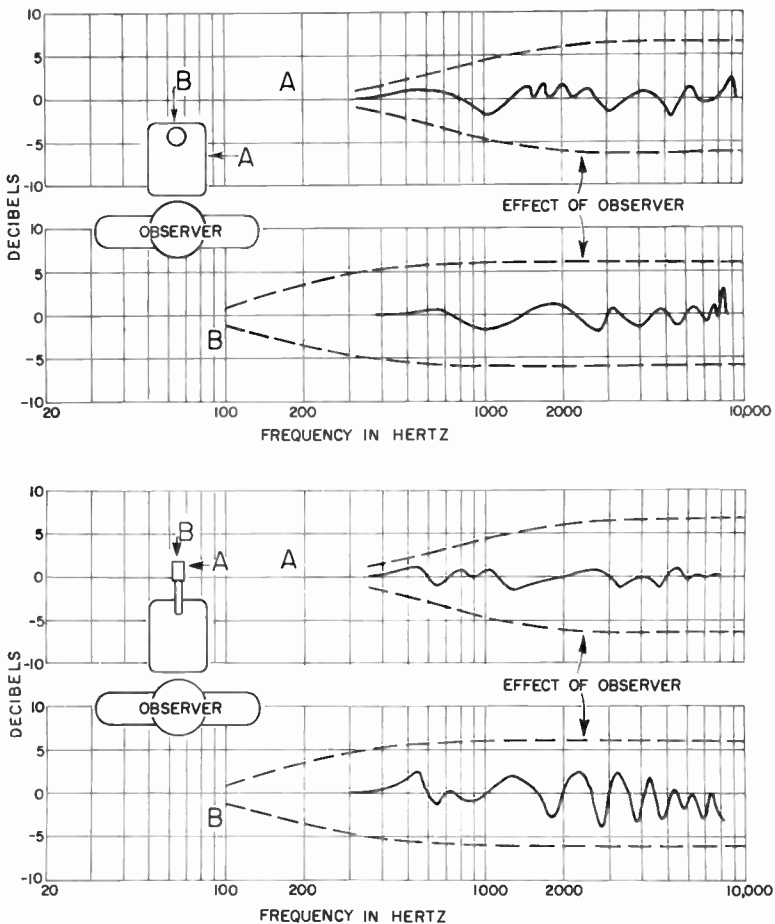 10
5
B
A
0
-5
A
-10
EFFECT OF OBSERVER
OBSERVER
DECIBELS
10
5
0
B
-5
-10
20 100 200 1000 2000 10,000
FREQUENCY IN HERTZ
10
5
B
A
A
0
-5
-10
EFFECT OF OBSERVER
OBSERVER
DECIBELS
10
5
0
B
-5
-10
20 100 200 1000 2000 10,000
FREQUENCY IN HERTZ